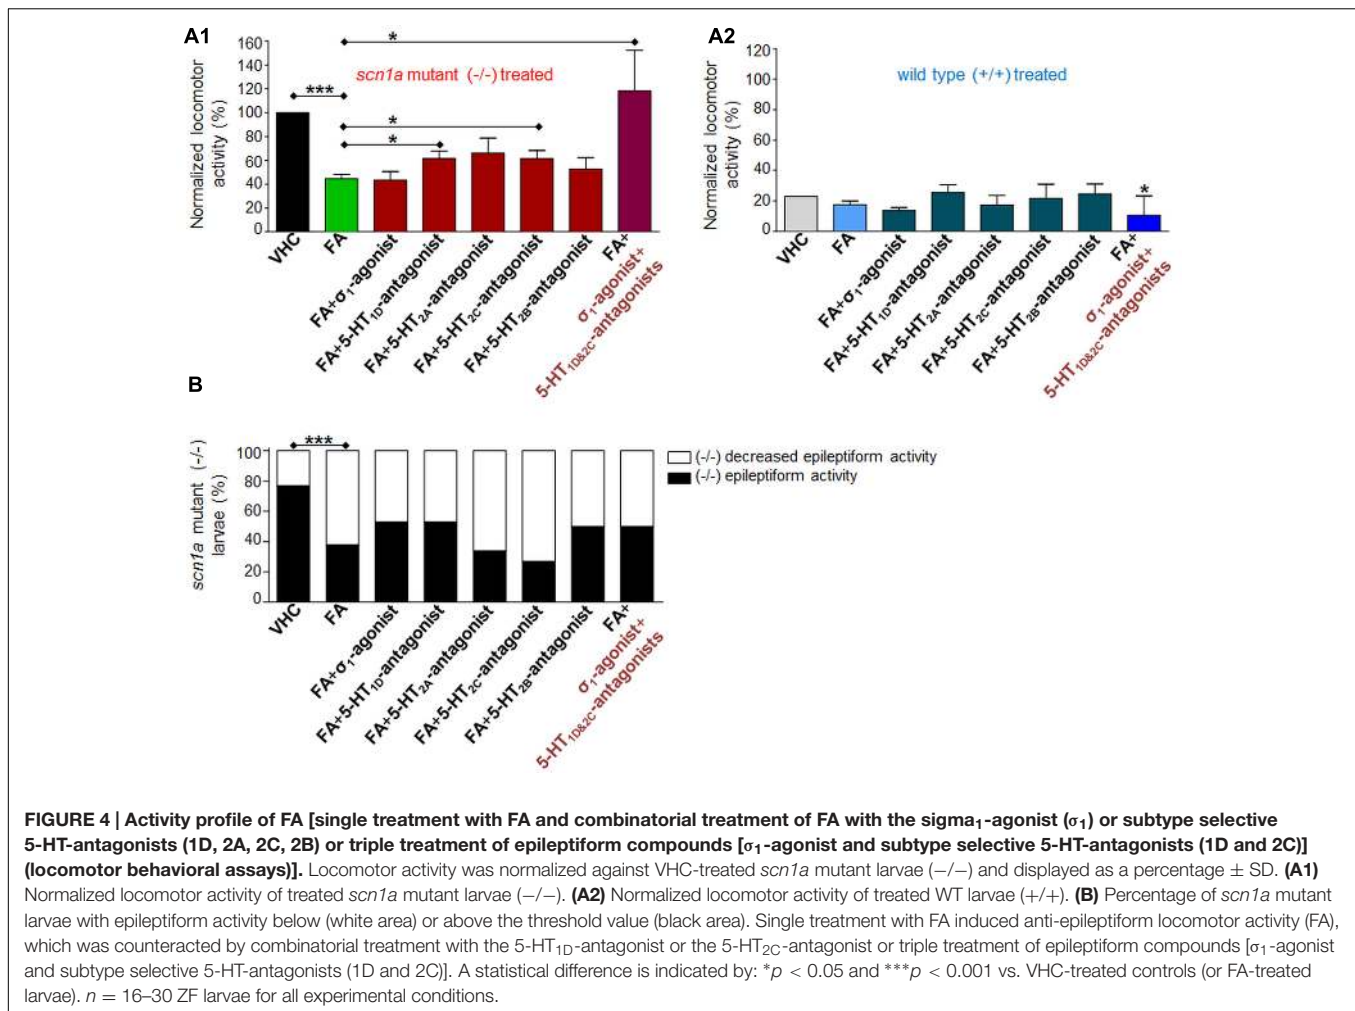 A1
160
140
120
100
80
60
40
20
0
Normalized locomotor
activity (%)
scn1a mutant (-/-) treated
*
***
*
*
VHC
FA
FA+σ₁-agonist
FA+5-HT₁D-antagonist
FA+5-HT₂A-antagonist
FA+5-HT₂C-antagonist
FA+5-HT₂B-antagonist
FA+
σ₁-agonist+
5-HT₁D&₂C-antagonists
A2
120
100
80
60
40
20
0
Normalized locomotor
activity (%)
wild type (+/+) treated
*
VHC
FA
FA+σ₁-agonist
FA+5-HT₁D-antagonist
FA+5-HT₂A-antagonist
FA+5-HT₂C-antagonist
FA+5-HT₂B-antagonist
FA+
σ₁-agonist+
5-HT₁D&₂C-antagonists
B
100
80
60
40
20
0
scn1a mutant (-/-)
larvae (%)
***
(-/-) decreased epileptiform activity
(-/-) epileptiform activity
VHC
FA
FA+σ₁-agonist
FA+5-HT₁D-antagonist
FA+5-HT₂A-antagonist
FA+5-HT₂C-antagonist
FA+5-HT₂B-antagonist
FA+
σ₁-agonist+
5-HT₁D&₂C-antagonists
FIGURE 4 | Activity profile of FA [single treatment with FA and combinatorial treatment of FA with the sigma₁-agonist (σ₁) or subtype selective
5-HT-antagonists (1D, 2A, 2C, 2B) or triple treatment of epileptiform compounds [σ₁-agonist and subtype selective 5-HT-antagonists (1D and 2C)]
(locomotor behavioral assays)]. Locomotor activity was normalized against VHC-treated scn1a mutant larvae (−/−) and displayed as a percentage ± SD. (A1)
Normalized locomotor activity of treated scn1a mutant larvae (−/−). (A2) Normalized locomotor activity of treated WT larvae (+/+). (B) Percentage of scn1a mutant
larvae with epileptiform activity below (white area) or above the threshold value (black area). Single treatment with FA induced anti-epileptiform locomotor activity (FA),
which was counteracted by combinatorial treatment with the 5-HT₁D-antagonist or the 5-HT₂C-antagonist or triple treatment of epileptiform compounds [σ₁-agonist
and subtype selective 5-HT-antagonists (1D and 2C)]. A statistical difference is indicated by: *p < 0.05 and ***p < 0.001 vs. VHC-treated controls (or FA-treated
larvae). n = 16–30 ZF larvae for all experimental conditions.